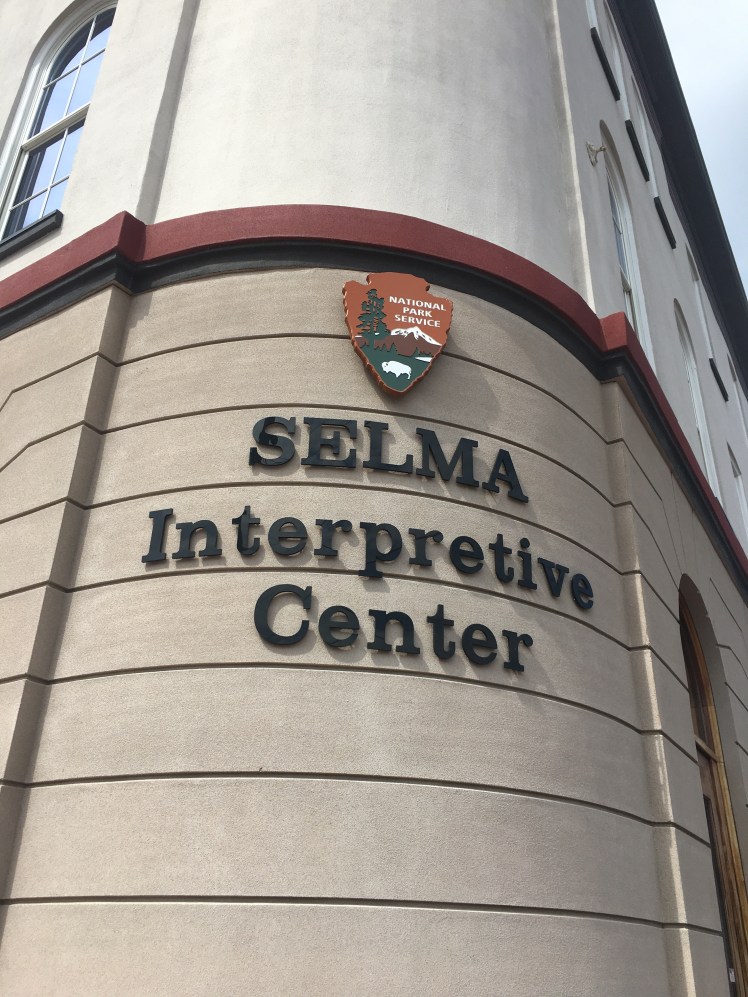 NATIONAL
PARK
SERVICE
SELMA
Interpretive
Center